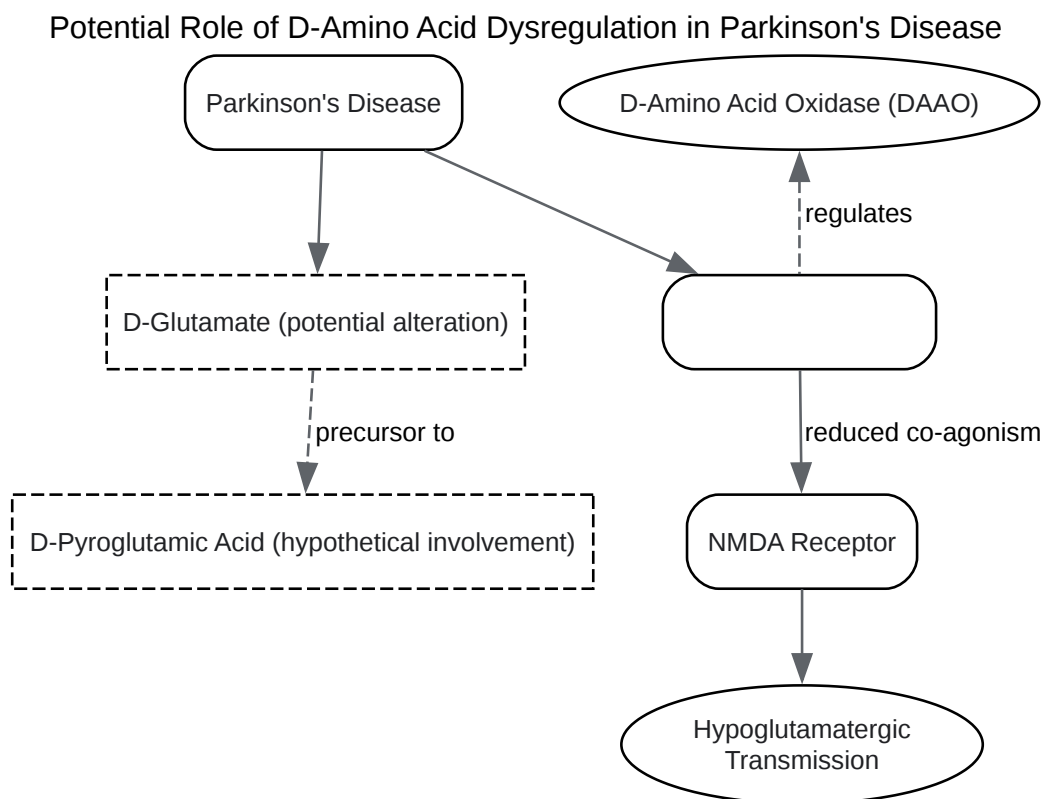 Potential Role of D-Amino Acid Dysregulation in Parkinson's Disease
Parkinson's Disease
D-Amino Acid Oxidase (DAAO)
regulates
D-Glutamate (potential alteration)
precursor to
reduced co-agonism
D-Pyroglutamic Acid (hypothetical involvement)
NMDA Receptor
Hypoglutamatergic
Transmission